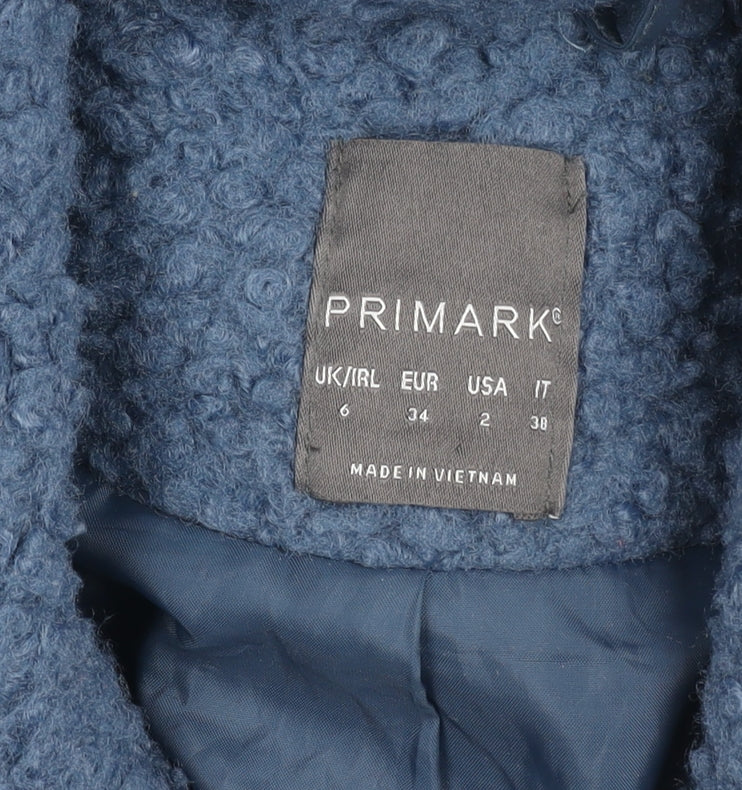 PRIMARK®
UK/IRL EUR USA IT
6 34 2 38
MADE IN VIETNAM